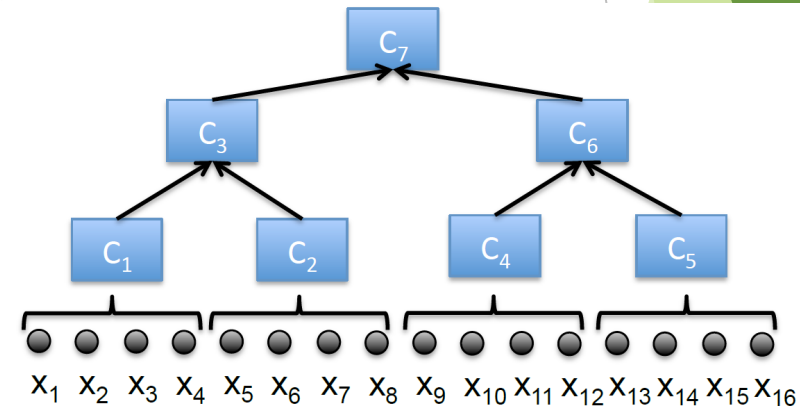 C₇
C₃ C₆
C₁ C₂ C₄ C₅
x₁ x₂ x₃ x₄ x₅ x₆ x₇ x₈ x₉ x₁₀ x₁₁ x₁₂ x₁₃ x₁₄ x₁₅ x₁₆